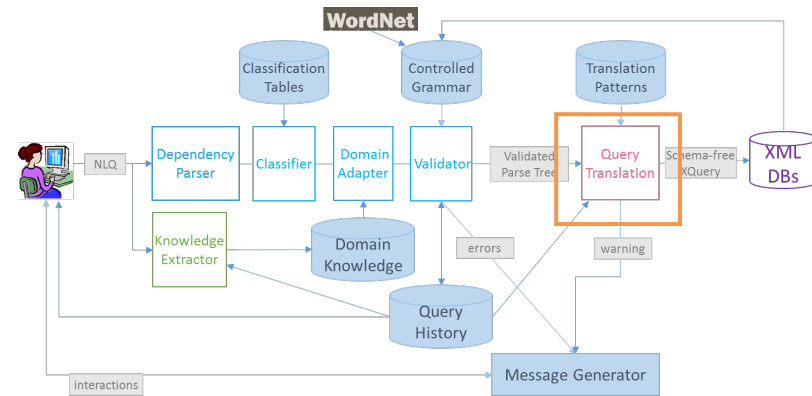 WordNet
Classification
Tables
Controlled
Grammar
Translation
Patterns
NLQ
Dependency
Parser
Classifier
Domain
Adapter
Validator
Validated
Parse Tree
Query
Translation
Schema-free
XQuery
XML
DBs
Knowledge
Extractor
Domain
Knowledge
errors
warning
Query
History
interactions
Message Generator